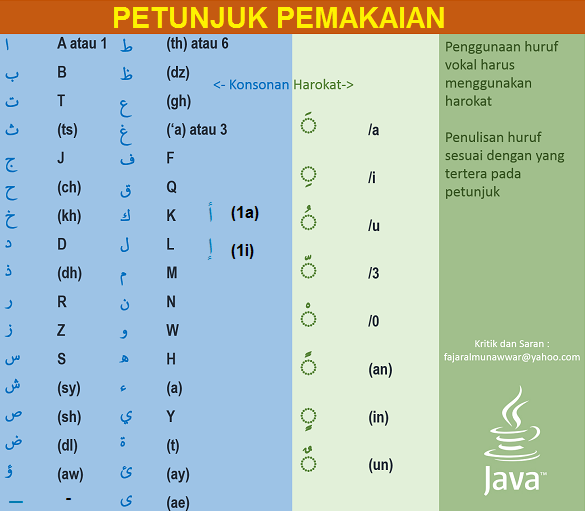 PETUNJUK PEMAKAIAN
ا A atau 1 ط (th) atau 6
ب B ظ (dz)
ت T ع (gh)
ث (ts) غ (‘a) atau 3
ج J ف F
ح (ch) ق Q
خ (kh) ك K أ (1a)
د D ل L إ (1i)
ذ (dh) م M
ر R ن N
ز Z و W
س S ه H
ش (sy) ء (a)
ص (sh) ي Y
ض (dl) ة (t)
ؤ (aw) ئ (ay)
_ - ى (ae)
<- Konsonan Harokat->
◌َ /a
◌ِ /i
◌ُ /u
◌ّ /3
◌ْ /0
◌ً (an)
◌ٍ (in)
◌ٌ (un)
Penggunaan huruf
vokal harus
menggunakan
harokat
Penulisan huruf
sesuai dengan yang
tertera pada
petunjuk
Kritik dan Saran :
fajaralmunawwar@yahoo.com
Java™